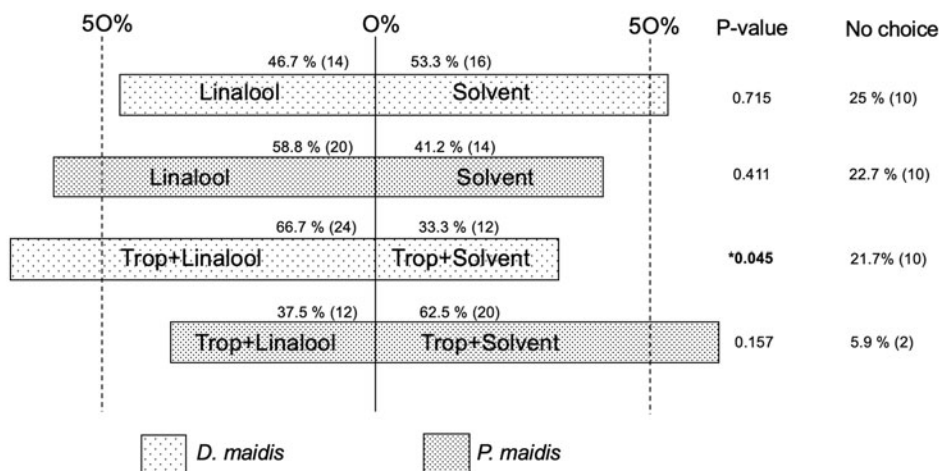 50% 0% 50% P-value No choice
46.7 % (14) 53.3 % (16)
Linalool Solvent 0.715 25 % (10)
58.8 % (20) 41.2 % (14)
Linalool Solvent 0.411 22.7 % (10)
66.7 % (24) 33.3 % (12)
Trop+Linalool Trop+Solvent *0.045 21.7% (10)
37.5 % (12) 62.5 % (20)
Trop+Linalool Trop+Solvent 0.157 5.9 % (2)
D. maidis P. maidis